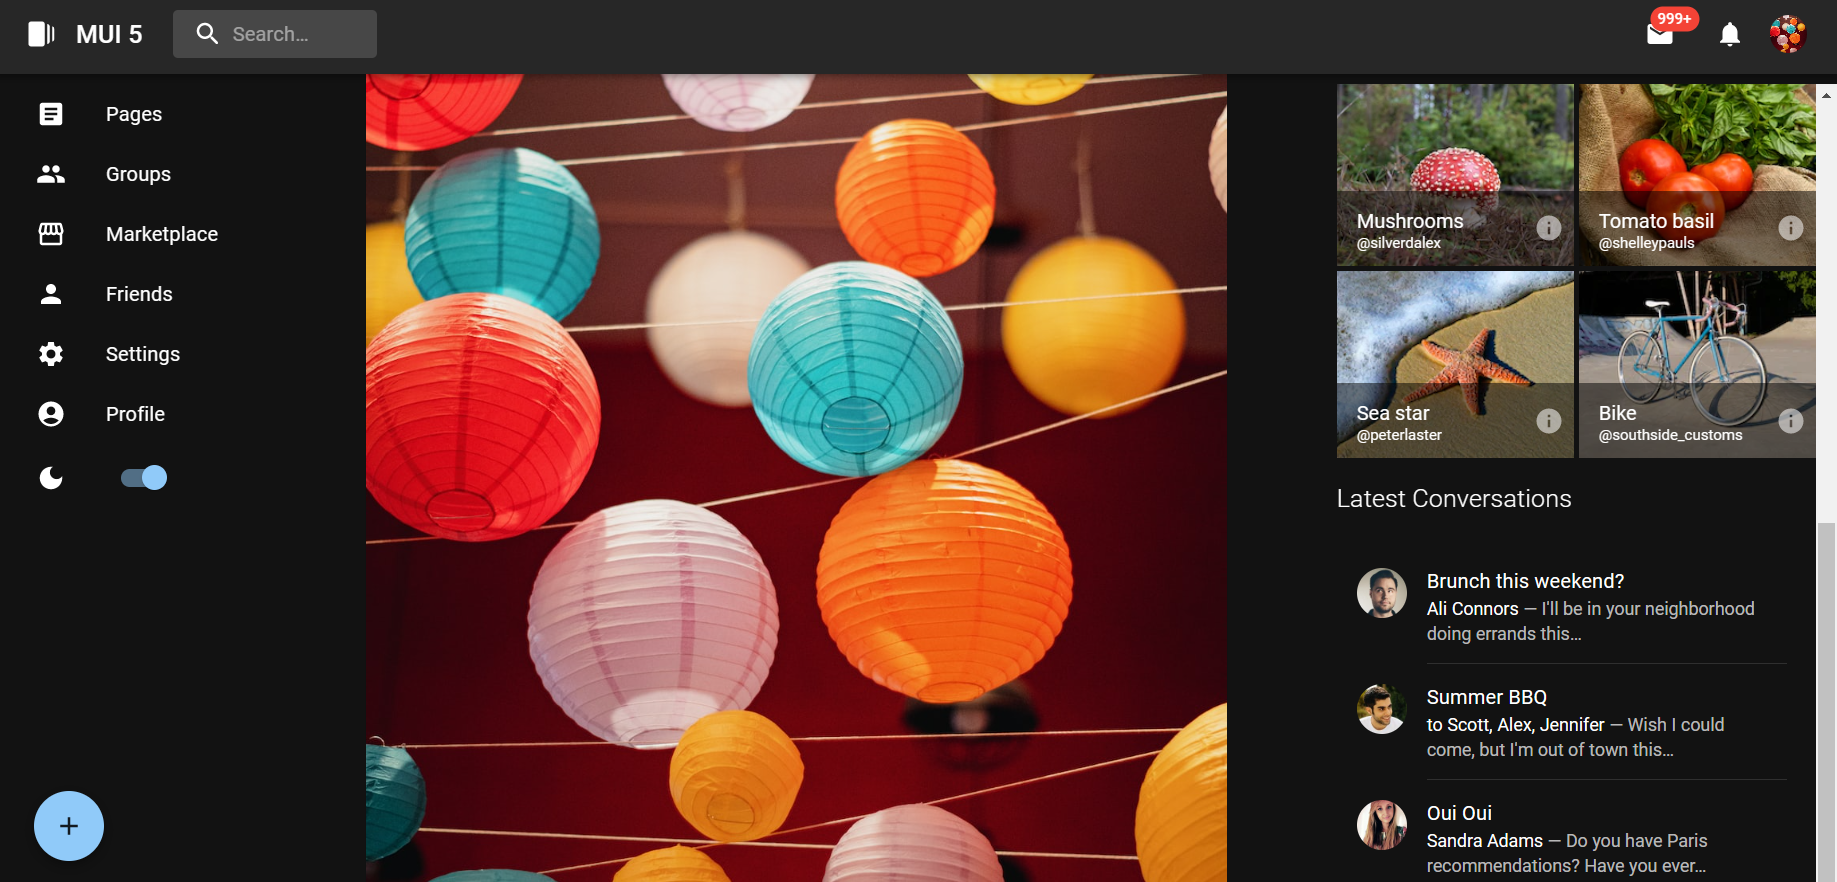 MUI 5
Search…
999+
Pages
Groups
Marketplace
Friends
Settings
Profile
Mushrooms
@silverdalex
Tomato basil
@shelleypauls
Sea star
@peterlaster
Bike
@southside_customs
Latest Conversations
Brunch this weekend?
Ali Connors — I'll be in your neighborhood
doing errands this…
Summer BBQ
to Scott, Alex, Jennifer — Wish I could
come, but I'm out of town this…
Oui Oui
Sandra Adams — Do you have Paris
recommendations? Have you ever…